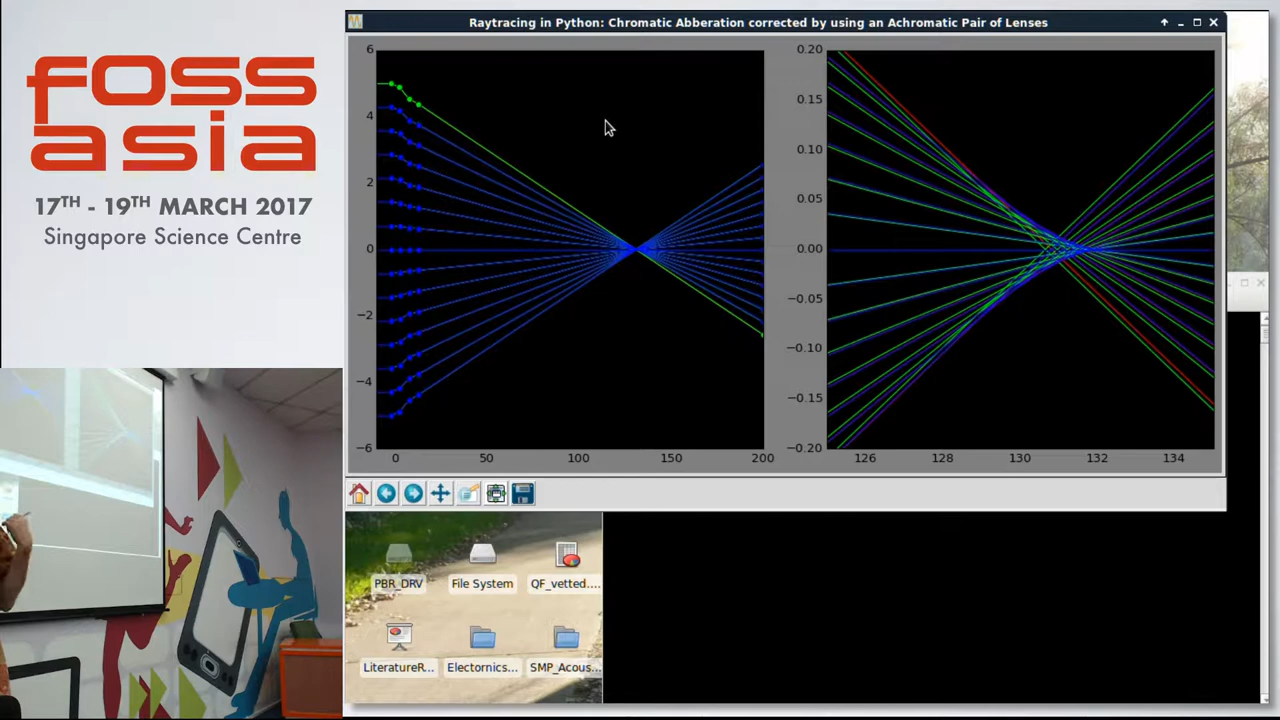 foss
asia
17TH - 19TH MARCH 2017
Singapore Science Centre
Raytracing in Python: Chromatic Abberation corrected by using an Achromatic Pair of Lenses
6
4
2
0
−2
−4
−6
0 50 100 150 200
0.20
0.15
0.10
0.05
0.00
−0.05
−0.10
−0.15
−0.20
126 128 130 132 134
PBR_DRV File System QF_vetted....
LiteratureR... Electornics... SMP_Acous...